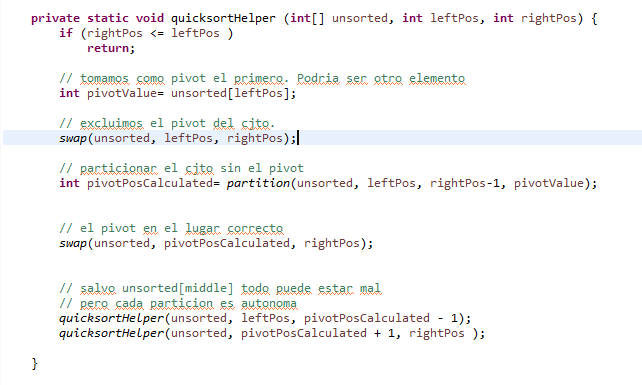 private static void quicksortHelper (int[] unsorted, int leftPos, int rightPos) {
if (rightPos <= leftPos )
return;
// tomamos como pivot el primero. Podria ser otro elemento
int pivotValue= unsorted[leftPos];
// excluimos el pivot del cjto.
swap(unsorted, leftPos, rightPos);
// particionar el cjto sin el pivot
int pivotPosCalculated= partition(unsorted, leftPos, rightPos-1, pivotValue);
// el pivot en el lugar correcto
swap(unsorted, pivotPosCalculated, rightPos);
// salvo unsorted[middle] todo puede estar mal
// pero cada particion es autonoma
quicksortHelper(unsorted, leftPos, pivotPosCalculated - 1);
quicksortHelper(unsorted, pivotPosCalculated + 1, rightPos );
}